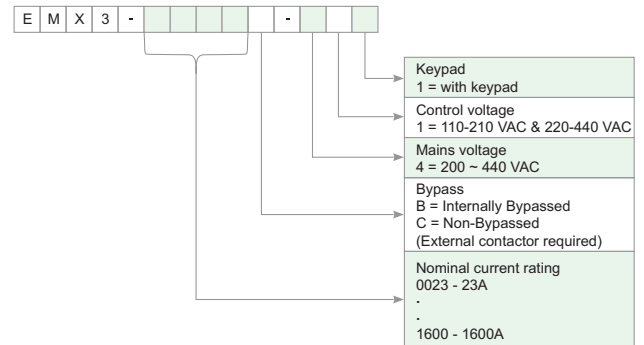 EMX3- -
Keypad
1 = with keypad
Control voltage
1 = 110-210 VAC & 220-440 VAC
Mains voltage
4 = 200 ~ 440 VAC
Bypass
B = Internally Bypassed
C = Non-Bypassed
(External contactor required)
Nominal current rating
0023 - 23A
.
.
1600 - 1600A